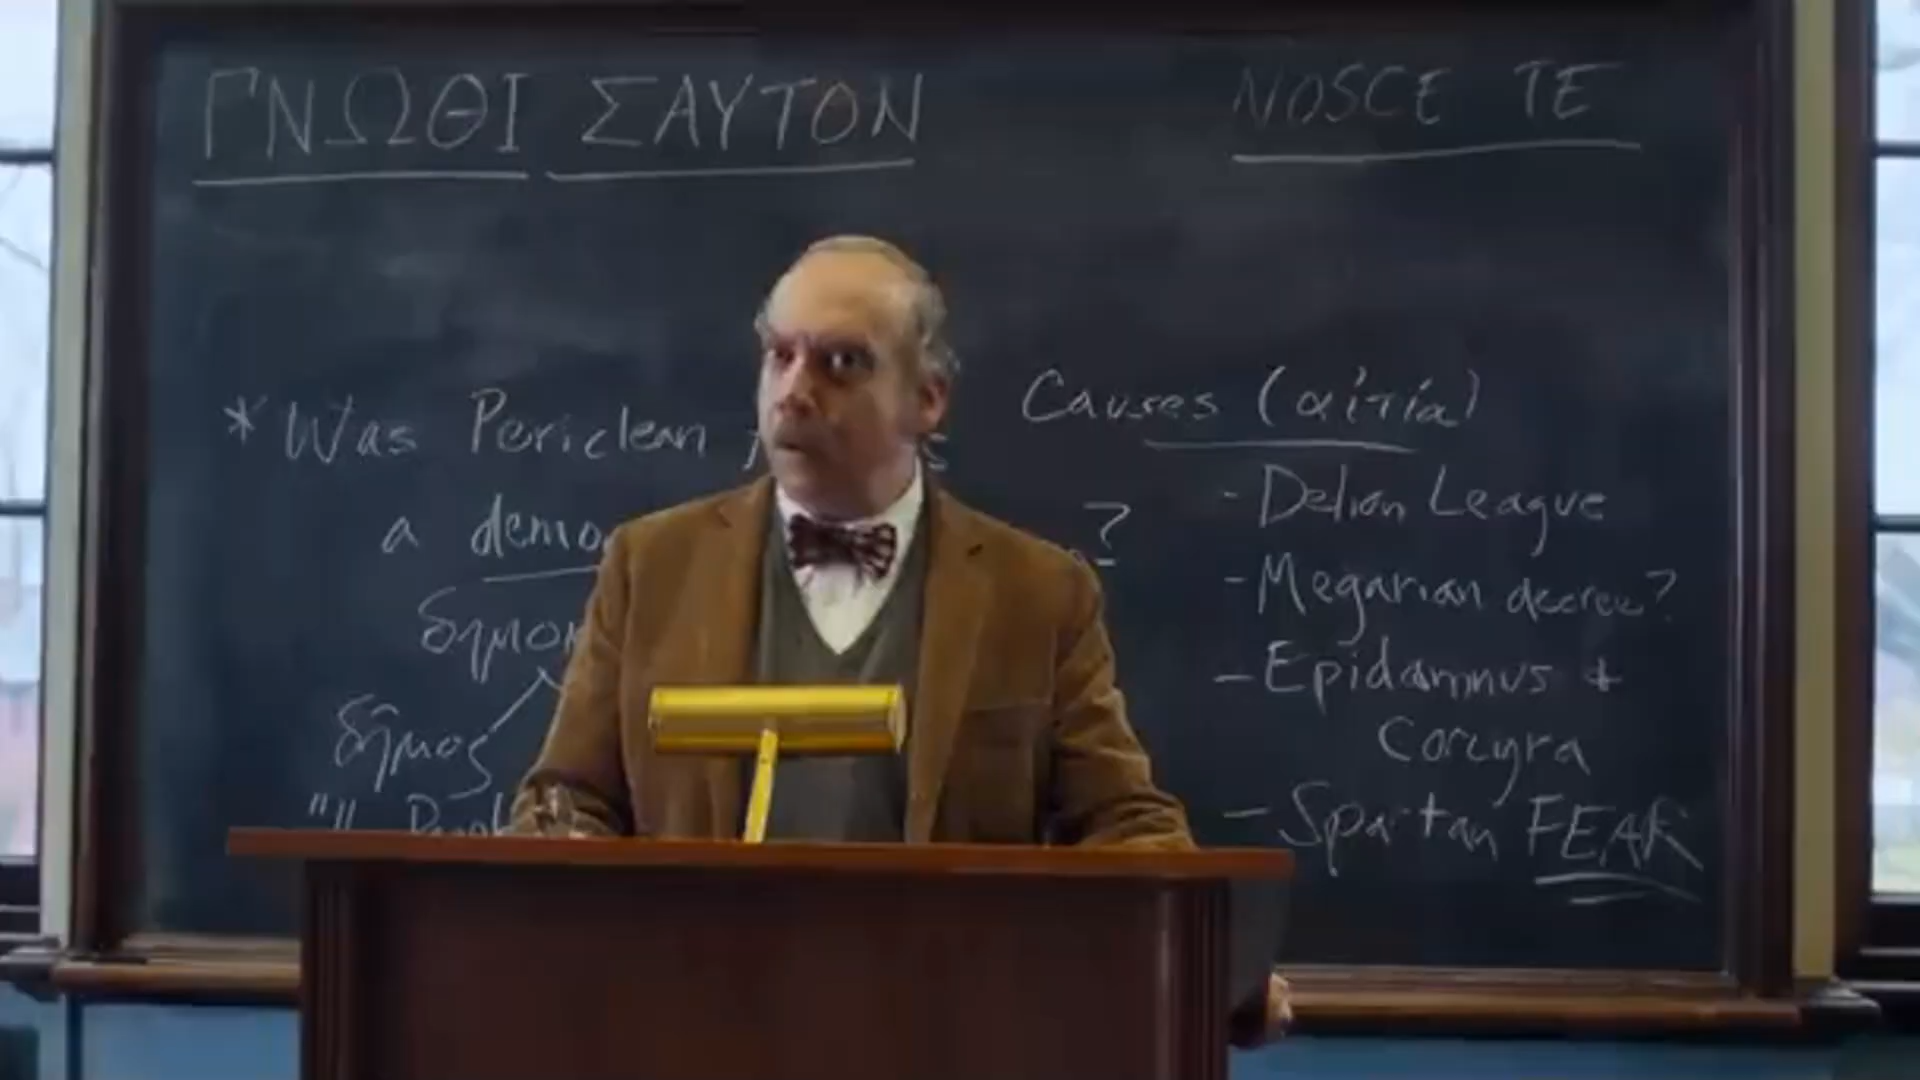 ΓΝΩΘΙ ΣΑΥΤΟΝ
NOSCE TE
* Was Periclean
a demo
?
δημο
δῆμος
Causes (αἰτία)
- Delian League
- Megarian decree?
- Epidamnus +
Corcyra
- Spartan FEAR